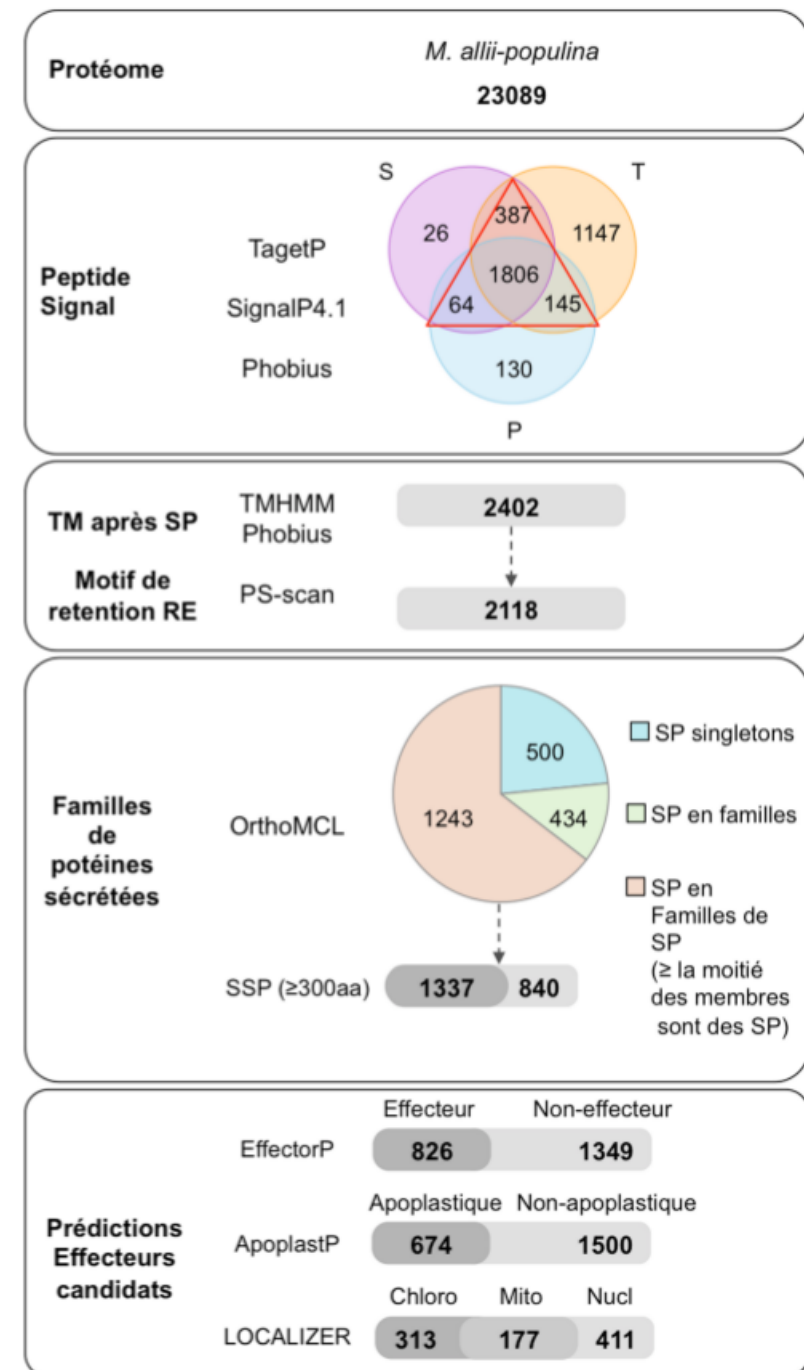 Protéome
M. allii-populina
23089
S
T
387
26
1147
TagetP
1806
Peptide
Signal
SignalP4.1
64
145
Phobius
130
P
TM après SP
TMHMM
Phobius
2402
Motif de
retention RE
PS-scan
2118
Familles
de
potéines
sécrétées
OrthoMCL
500
1243
434
SP singletons
SP en familles
SP en
Familles de
SP
(≥ la moitié
des membres
sont des SP)
SSP (≥300aa)
1337
840
Prédictions
Effecteurs
candidats
Effecteur
Non-effecteur
EffectorP
826
1349
Apoplastique
Non-apoplastique
ApoplastP
674
1500
Chloro
Mito
Nucl
LOCALIZER
313
177
411